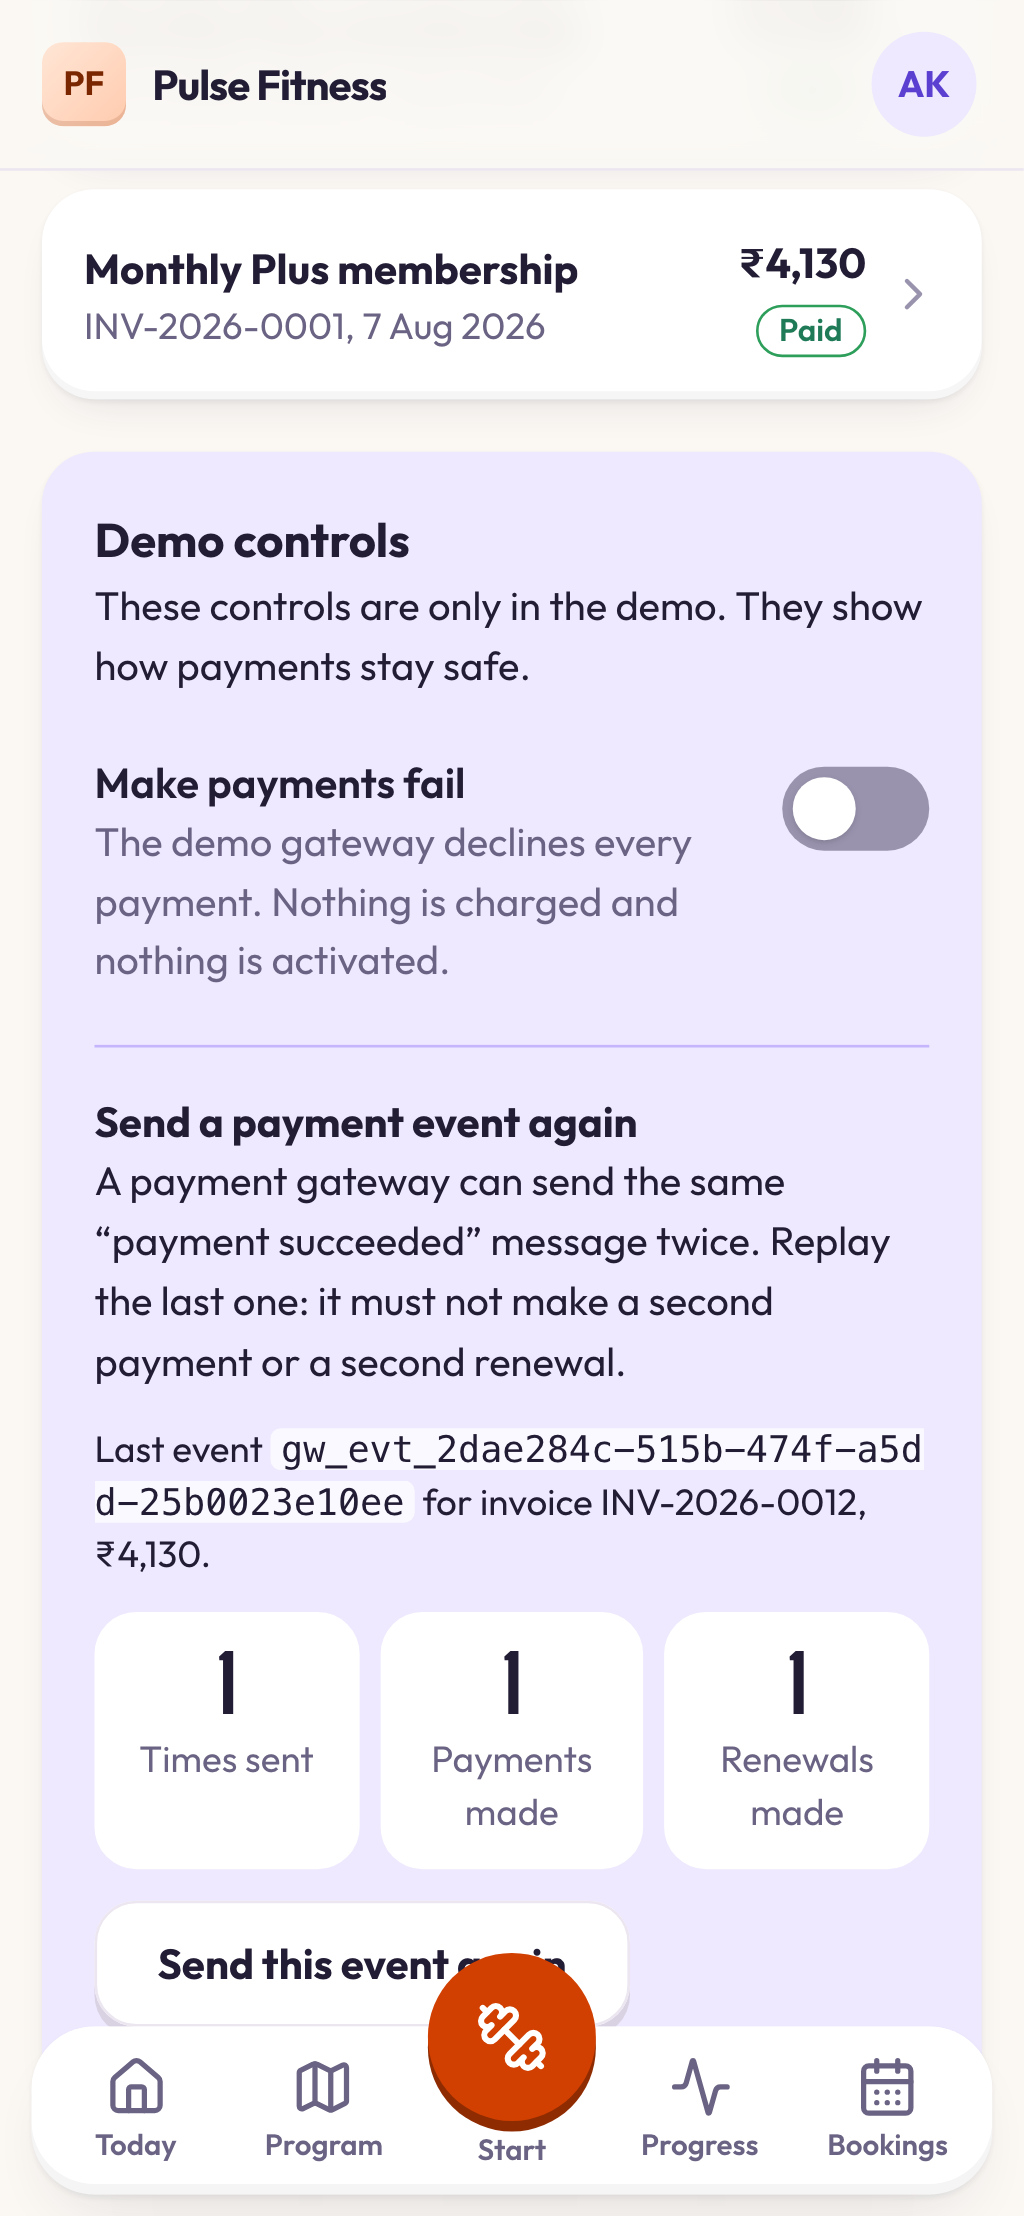 PF Pulse Fitness AK
Monthly Plus membership ₹4,130
INV-2026-0001, 7 Aug 2026 Paid
Demo controls
These controls are only in the demo. They show
how payments stay safe.
Make payments fail
The demo gateway declines every
payment. Nothing is charged and
nothing is activated.
Send a payment event again
A payment gateway can send the same
“payment succeeded” message twice. Replay
the last one: it must not make a second
payment or a second renewal.
Last event gw_evt_2dae284c-515b-474f-a5d
d-25b0023e10ee for invoice INV-2026-0012,
₹4,130.
1 1 1
Times sent Payments Renewals
made made
Send this event again
Today Program Start Progress Bookings